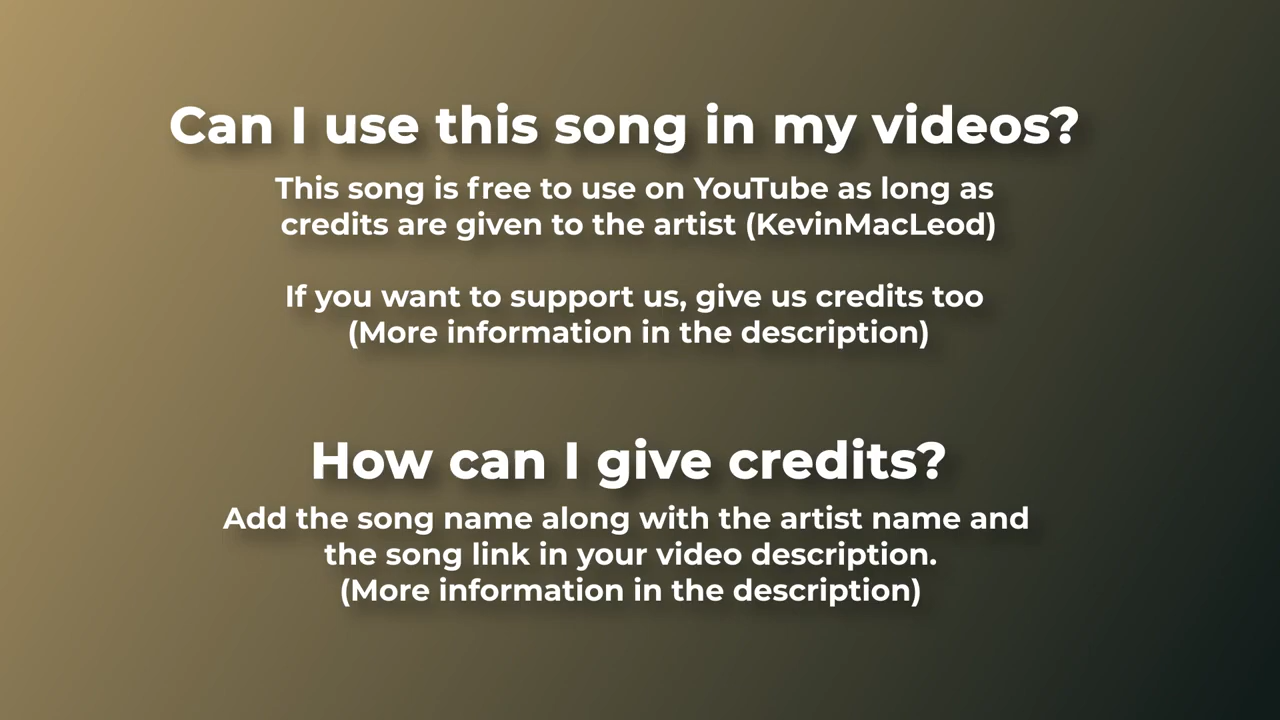 Can I use this song in my videos?
This song is free to use on YouTube as long as
credits are given to the artist (KevinMacLeod)
If you want to support us, give us credits too
(More information in the description)
How can I give credits?
Add the song name along with the artist name and
the song link in your video description.
(More information in the description)